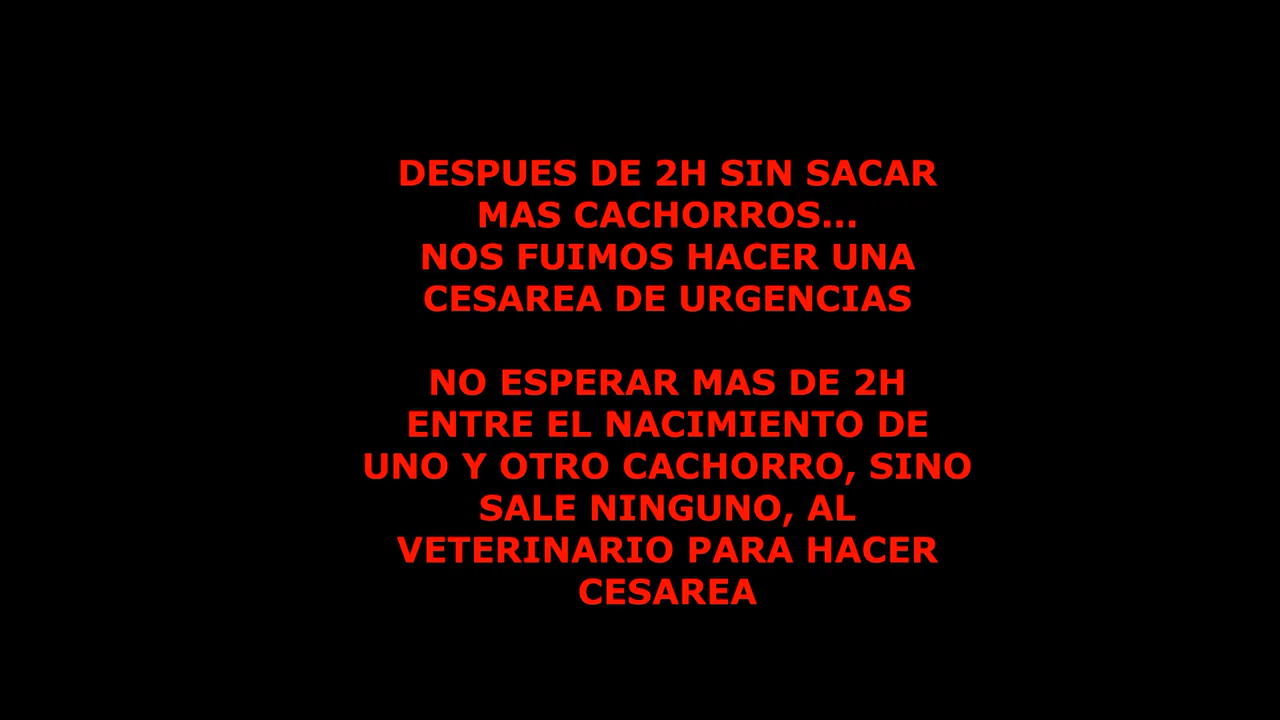 DESPUES DE 2H SIN SACAR
MAS CACHORROS...
NOS FUIMOS HACER UNA
CESAREA DE URGENCIAS
NO ESPERAR MAS DE 2H
ENTRE EL NACIMIENTO DE
UNO Y OTRO CACHORRO, SINO
SALE NINGUNO, AL
VETERINARIO PARA HACER
CESAREA